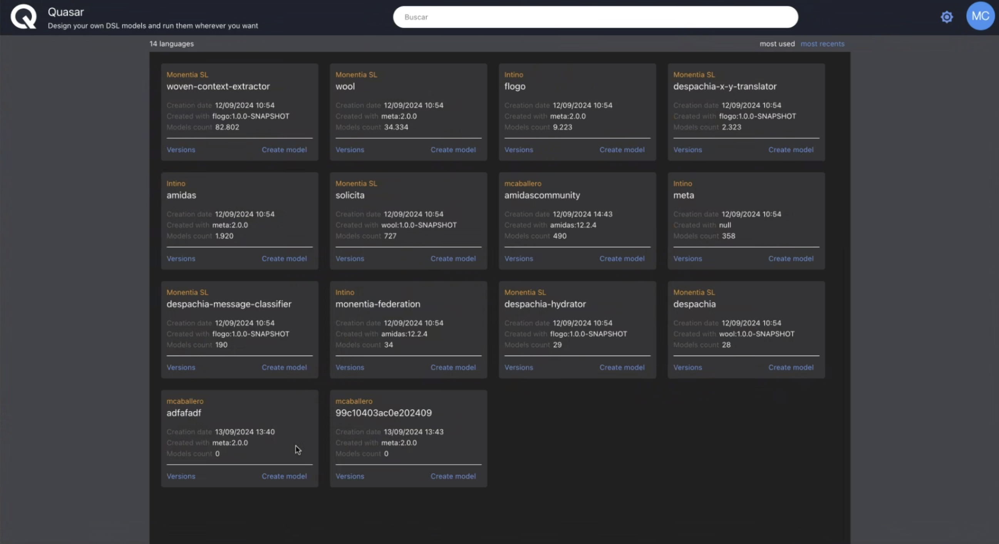 Quasar
Design your own DSL models and run them wherever you want
Buscar
MC
14 languages
most used most recents
Monentia SL
woven-context-extractor
Creation date 12/09/2024 10:54
Created with flogo:1.0.0-SNAPSHOT
Models count 82.802
Versions Create model
Monentia SL
wool
Creation date 12/09/2024 10:54
Created with meta:2.0.0
Models count 34.334
Versions Create model
Intino
flogo
Creation date 12/09/2024 10:54
Created with meta:2.0.0
Models count 9.223
Versions Create model
Monentia SL
despachia-x-y-translator
Creation date 12/09/2024 10:54
Created with flogo:1.0.0-SNAPSHOT
Models count 2.323
Versions Create model
Intino
amidas
Creation date 12/09/2024 10:54
Created with meta:2.0.0
Models count 1.920
Versions Create model
Monentia SL
solicita
Creation date 12/09/2024 10:54
Created with wool:1.0.0-SNAPSHOT
Models count 727
Versions Create model
mcaballero
amidascommunity
Creation date 12/09/2024 14:43
Created with amidas:12.2.4
Models count 490
Versions Create model
Intino
meta
Creation date 12/09/2024 10:54
Created with null
Models count 358
Versions Create model
Monentia SL
despachia-message-classifier
Creation date 12/09/2024 10:54
Created with flogo:1.0.0-SNAPSHOT
Models count 190
Versions Create model
Intino
monentia-federation
Creation date 12/09/2024 10:54
Created with amidas:12.2.4
Models count 34
Versions Create model
Monentia SL
despachia-hydrator
Creation date 12/09/2024 10:54
Created with flogo:1.0.0-SNAPSHOT
Models count 29
Versions Create model
Monentia SL
despachia
Creation date 12/09/2024 10:54
Created with wool:1.0.0-SNAPSHOT
Models count 28
Versions Create model
mcaballero
adfafadf
Creation date 13/09/2024 13:40
Created with meta:2.0.0
Models count 0
Versions Create model
mcaballero
99c10403ac0e202409
Creation date 13/09/2024 13:43
Created with meta:2.0.0
Models count 0
Versions Create model